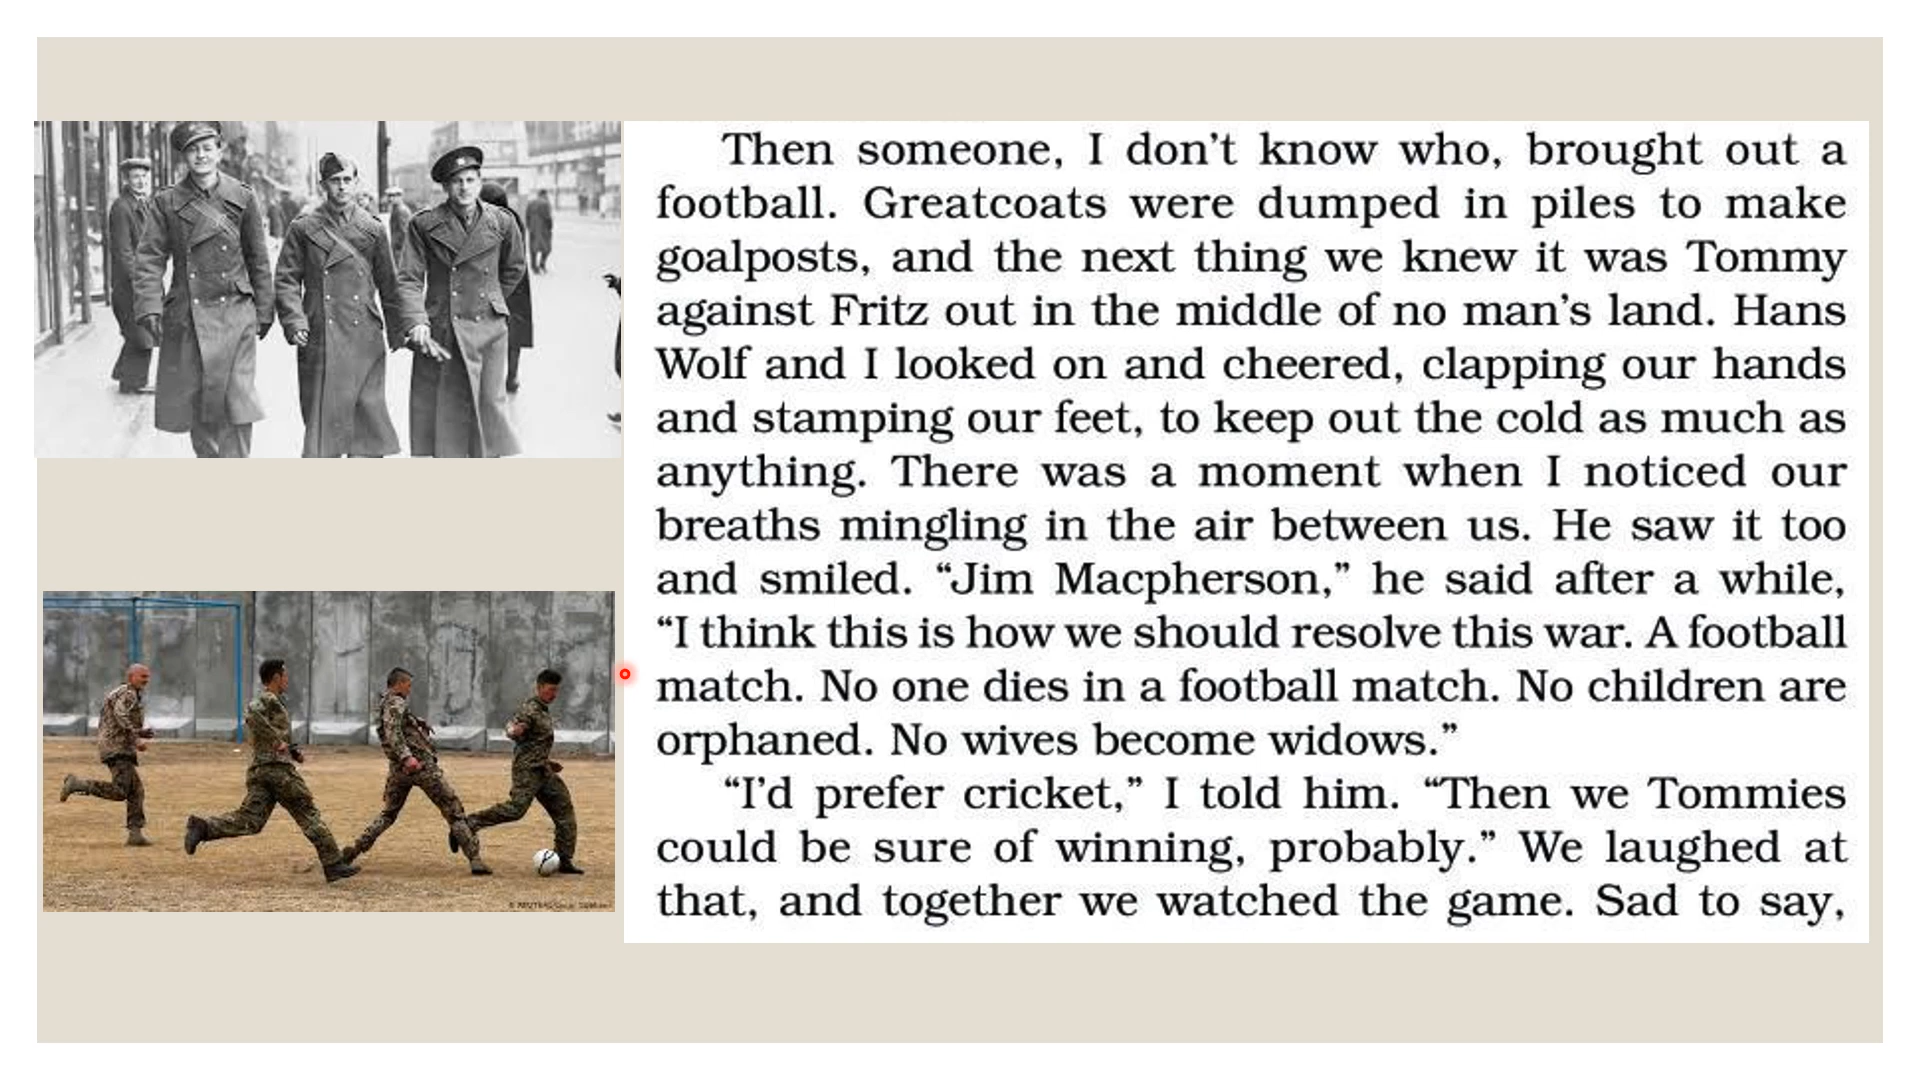 Then someone, I don’t know who, brought out a
football. Greatcoats were dumped in piles to make
goalposts, and the next thing we knew it was Tommy
against Fritz out in the middle of no man’s land. Hans
Wolf and I looked on and cheered, clapping our hands
and stamping our feet, to keep out the cold as much as
anything. There was a moment when I noticed our
breaths mingling in the air between us. He saw it too
and smiled. “Jim Macpherson,” he said after a while,
“I think this is how we should resolve this war. A football
match. No one dies in a football match. No children are
orphaned. No wives become widows.”
“I’d prefer cricket,” I told him. “Then we Tommies
could be sure of winning, probably.” We laughed at
that, and together we watched the game. Sad to say,